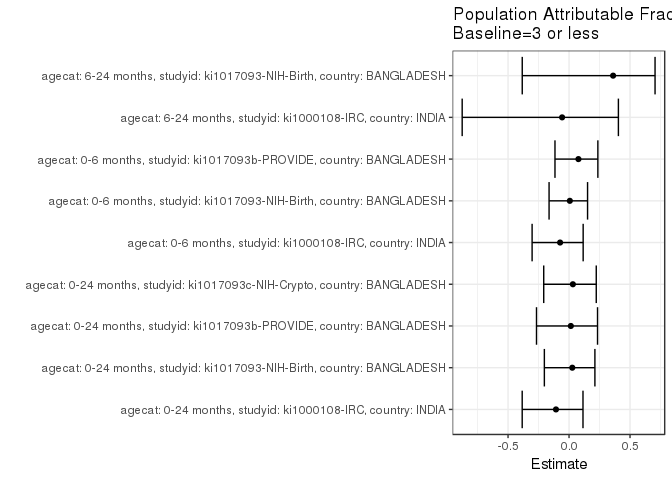 Population Attributable Frac
Baseline=3 or less
agecat: 6-24 months, studyid: ki1017093-NIH-Birth, country: BANGLADESH
agecat: 6-24 months, studyid: ki1000108-IRC, country: INDIA
agecat: 0-6 months, studyid: ki1017093b-PROVIDE, country: BANGLADESH
agecat: 0-6 months, studyid: ki1017093-NIH-Birth, country: BANGLADESH
agecat: 0-6 months, studyid: ki1000108-IRC, country: INDIA
agecat: 0-24 months, studyid: ki1017093c-NIH-Crypto, country: BANGLADESH
agecat: 0-24 months, studyid: ki1017093b-PROVIDE, country: BANGLADESH
agecat: 0-24 months, studyid: ki1017093-NIH-Birth, country: BANGLADESH
agecat: 0-24 months, studyid: ki1000108-IRC, country: INDIA
-0.5 0.0 0.5
Estimate